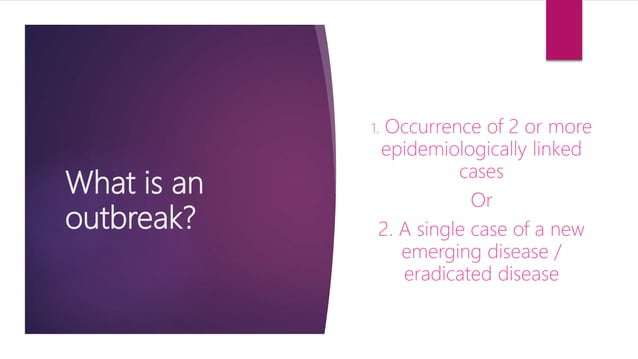 What is an
outbreak?
1. Occurrence of 2 or more
epidemiologically linked
cases
Or
2. A single case of a new
emerging disease /
eradicated disease